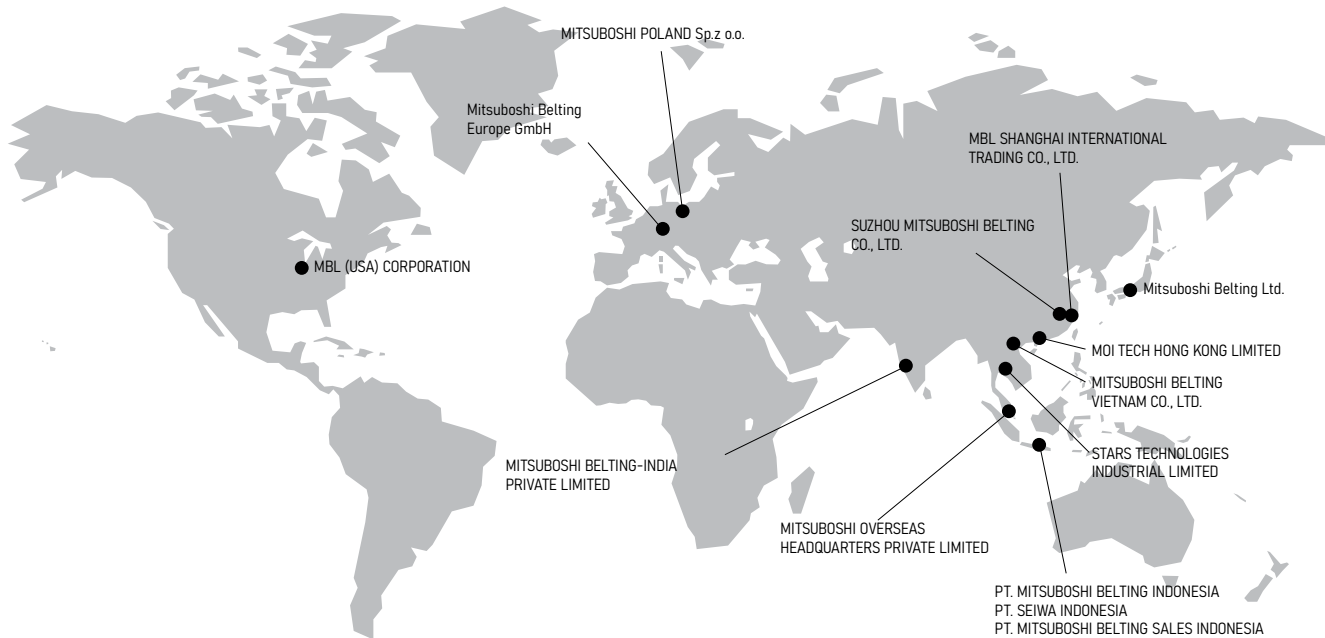 MITSUBOSHI POLAND Sp.z o.o.
Mitsuboshi Belting
Europe GmbH
MBL SHANGHAI INTERNATIONAL
TRADING CO., LTD.
SUZHOU MITSUBOSHI BELTING
CO., LTD.
MBL (USA) CORPORATION
Mitsuboshi Belting Ltd.
MOI TECH HONG KONG LIMITED
MITSUBOSHI BELTING
VIETNAM CO., LTD.
STARS TECHNOLOGIES
INDUSTRIAL LIMITED
MITSUBOSHI BELTING-INDIA
PRIVATE LIMITED
MITSUBOSHI OVERSEAS
HEADQUARTERS PRIVATE LIMITED
PT. MITSUBOSHI BELTING INDONESIA
PT. SEIWA INDONESIA
PT. MITSUBOSHI BELTING SALES INDONESIA